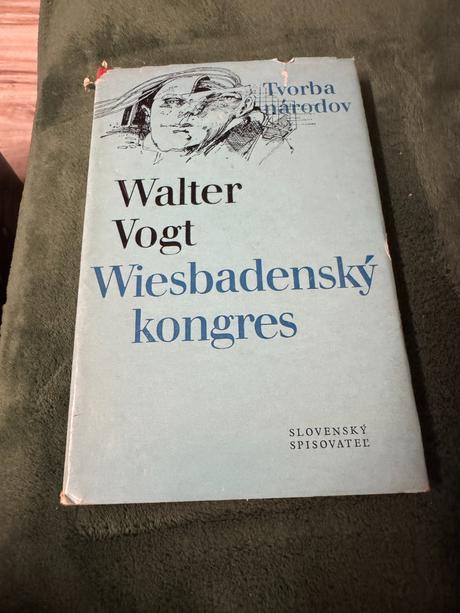 Tvorba
národov
Walter
Vogt
Wiesbadenský
kongres
SLOVENSKÝ
SPISOVATEĽ